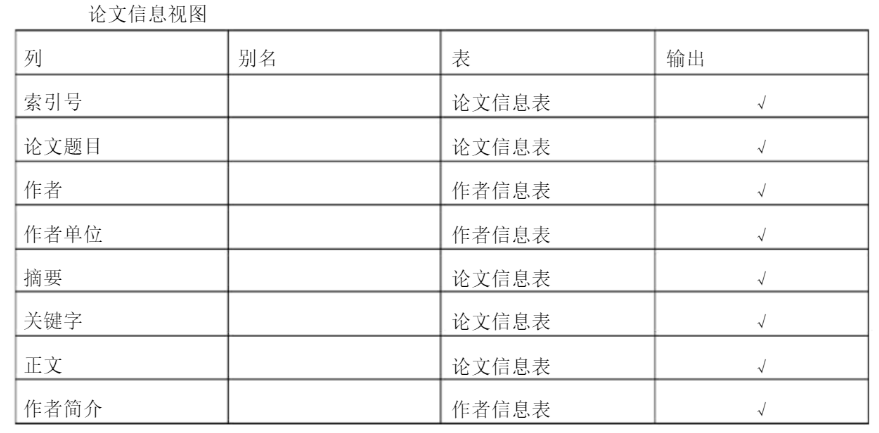 论文信息视图
列 别名 表 输出
索引号 论文信息表 √
论文题目 论文信息表 √
作者 作者信息表 √
作者单位 作者信息表 √
摘要 论文信息表 √
关键字 论文信息表 √
正文 论文信息表 √
作者简介 作者信息表 √